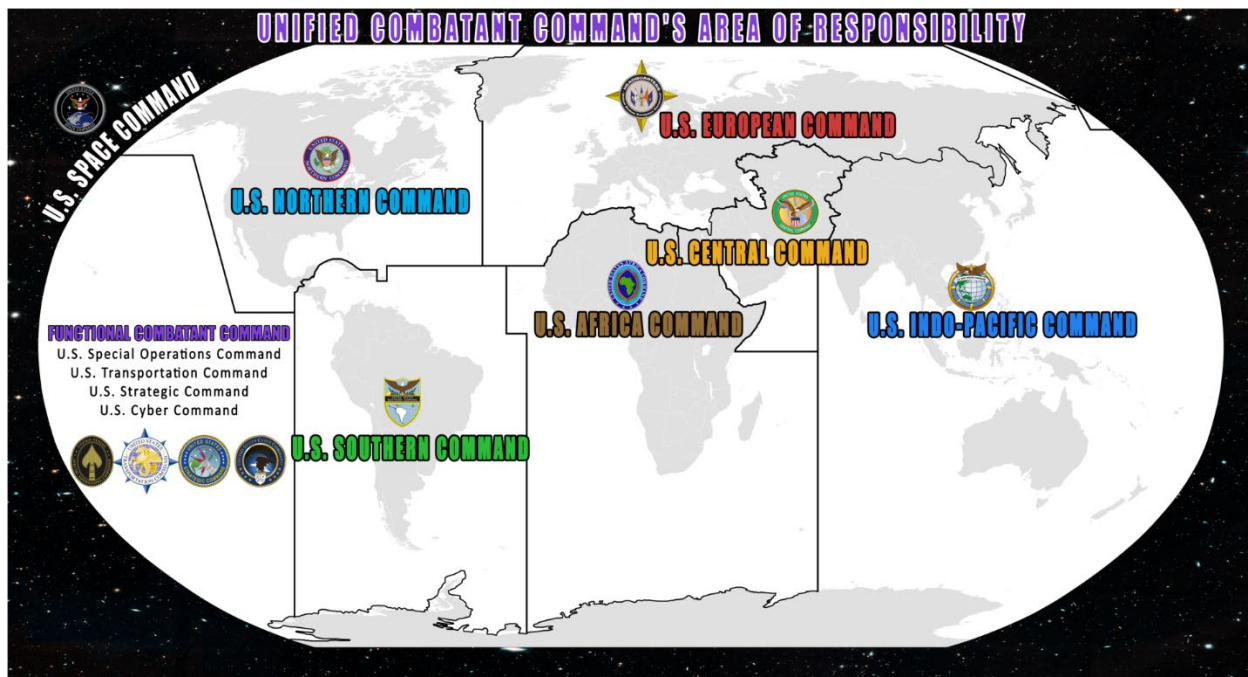 UNIFIED COMBATANT COMMAND'S AREA OF RESPONSIBILITY
U.S. SPACE COMMAND
U.S. EUROPEAN COMMAND
U.S. NORTHERN COMMAND
U.S. CENTRAL COMMAND
U.S. AFRICA COMMAND
U.S. INDO-PACIFIC COMMAND
FUNCTIONAL COMBATANT COMMAND
U.S. Special Operations Command
U.S. Transportation Command
U.S. Strategic Command
U.S. Cyber Command
U.S. SOUTHERN COMMAND